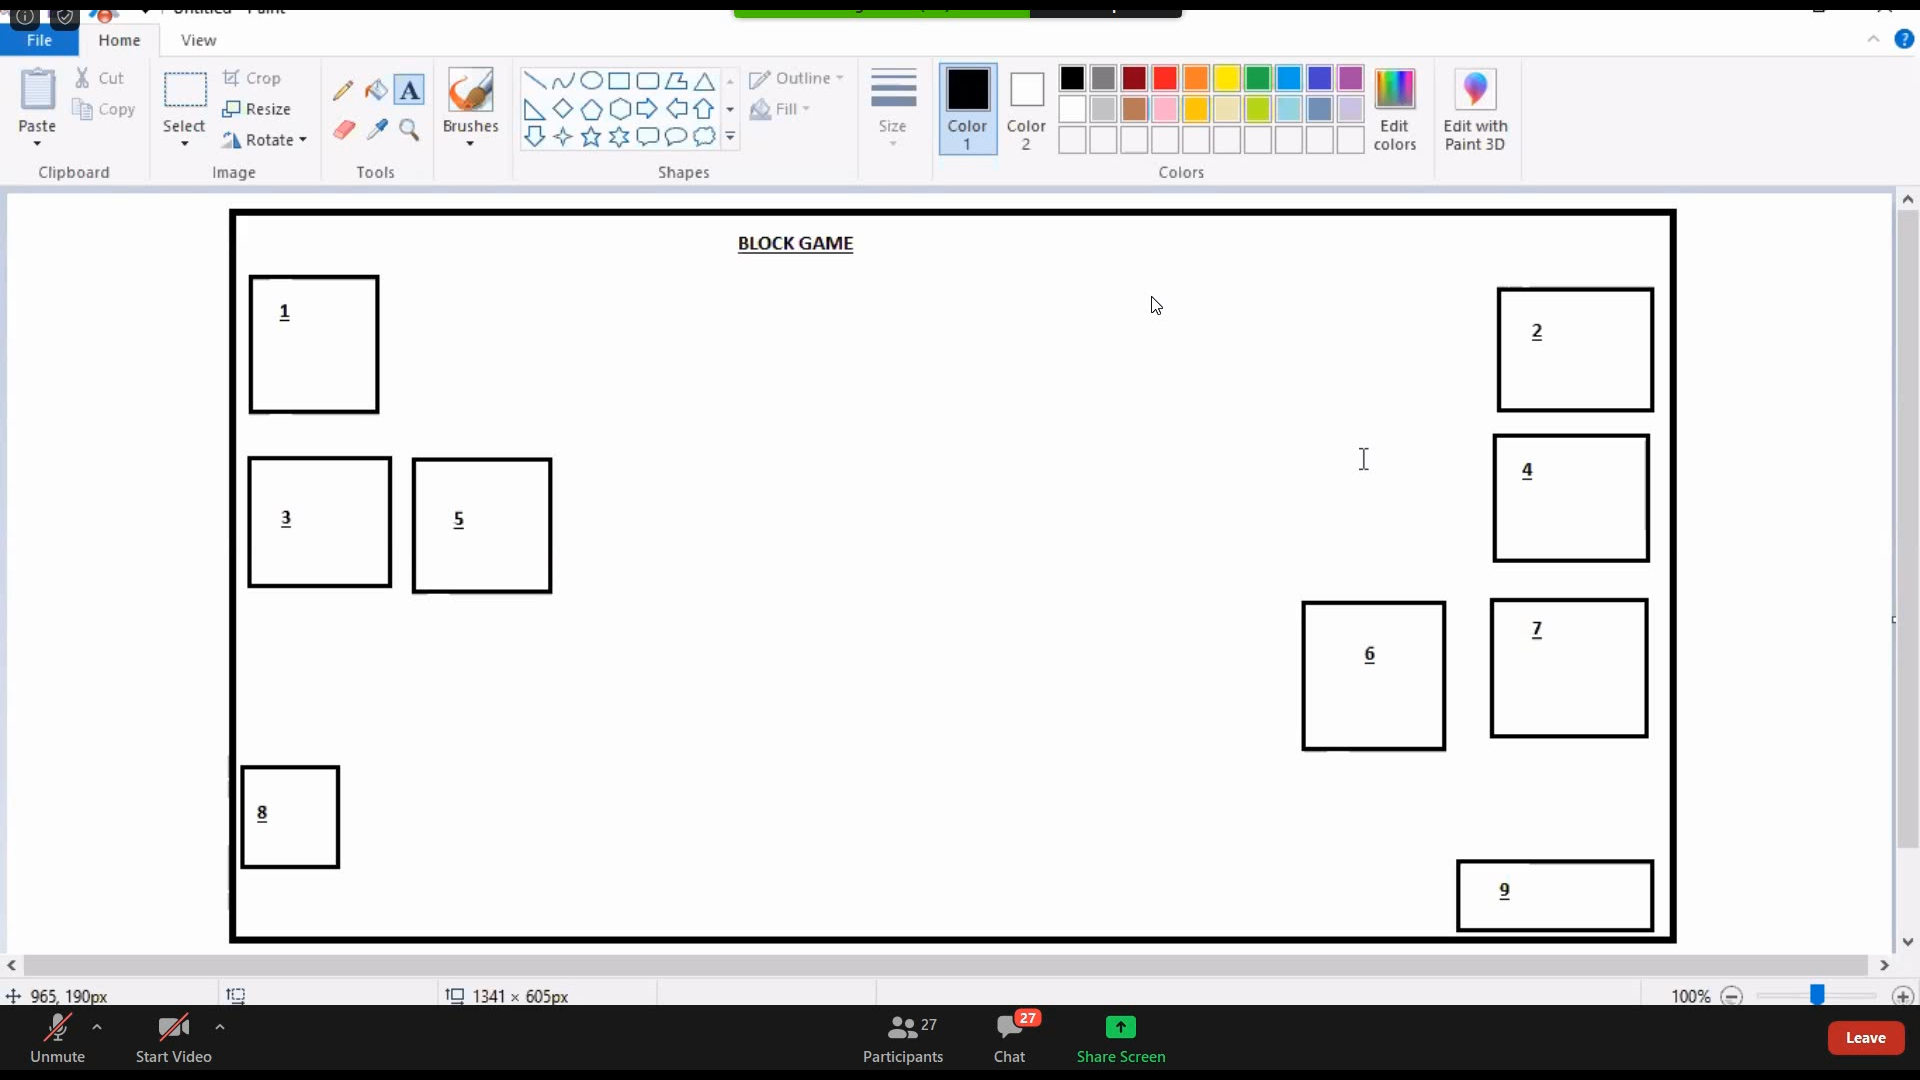 Untitled - Paint
File Home View
Paste
Cut
Copy
Clipboard
Select
Crop
Resize
Rotate
Image
A
Tools
Brushes
Shapes
Outline
Fill
Size
Color 1
Color 2
Edit colors
Colors
Edit with Paint 3D
BLOCK GAME
1
2
3
5
4
6
7
8
9
965, 190px
1341 × 605px
100%
Unmute
Start Video
27
Participants
27
Chat
Share Screen
Leave